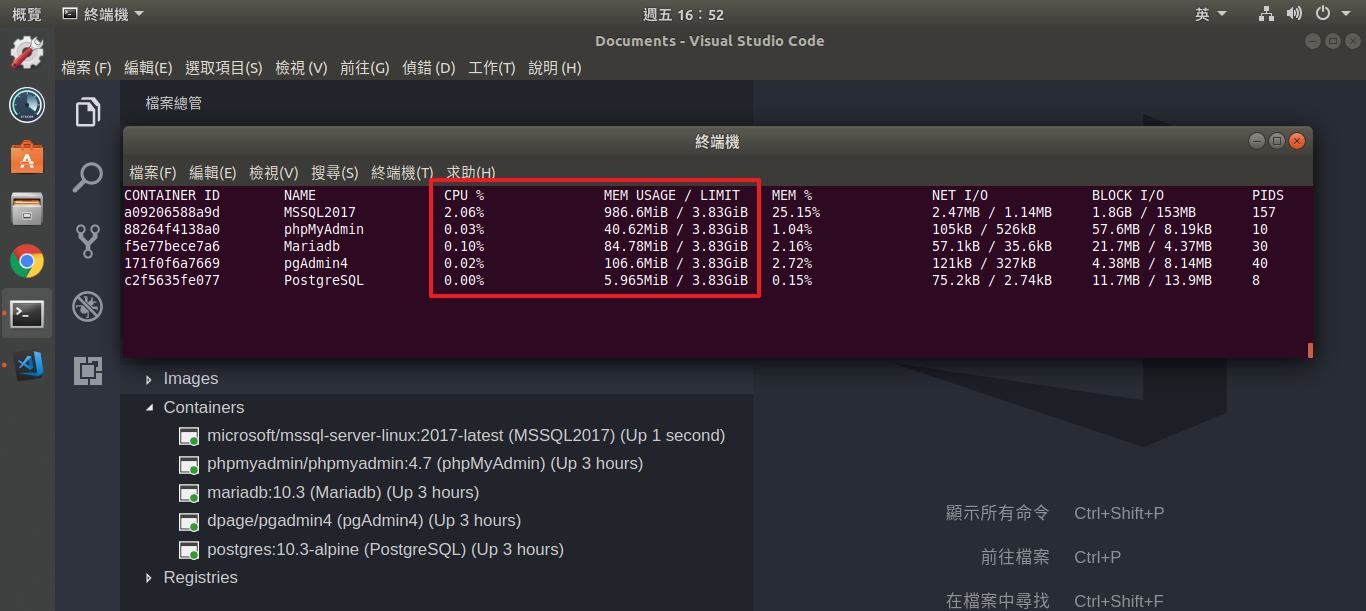 概覽 終端機 週五 16：52 英
Documents - Visual Studio Code
檔案 (F) 編輯(E) 選取項目(S) 檢視 (V) 前往(G) 偵錯 (D) 工作(T) 說明 (H)
檔案總管
終端機
檔案(F) 編輯(E) 檢視(V) 搜尋(S) 終端機(T) 求助(H)
CONTAINER ID NAME CPU % MEM USAGE / LIMIT MEM % NET I/O BLOCK I/O PIDS
a09206588a9d MSSQL2017 2.06% 986.6MiB / 3.83GiB 25.15% 2.47MB / 1.14MB 1.8GB / 153MB 157
88264f4138a0 phpMyAdmin 0.03% 40.62MiB / 3.83GiB 1.04% 105kB / 526kB 57.6MB / 8.19kB 10
f5e77bece7a6 Mariadb 0.10% 84.78MiB / 3.83GiB 2.16% 57.1kB / 35.6kB 21.7MB / 4.37MB 30
171f0f6a7669 pgAdmin4 0.02% 106.6MiB / 3.83GiB 2.72% 121kB / 327kB 4.38MB / 8.14MB 40
c2f5635fe077 PostgreSQL 0.00% 5.965MiB / 3.83GiB 0.15% 75.2kB / 2.74kB 11.7MB / 13.9MB 8
Images
Containers
microsoft/mssql-server-linux:2017-latest (MSSQL2017) (Up 1 second)
phpmyadmin/phpmyadmin:4.7 (phpMyAdmin) (Up 3 hours)
mariadb:10.3 (Mariadb) (Up 3 hours)
dpage/pgadmin4 (pgAdmin4) (Up 3 hours)
postgres:10.3-alpine (PostgreSQL) (Up 3 hours)
Registries
顯示所有命令 Ctrl+Shift+P
前往檔案 Ctrl+P
在檔案中尋找 Ctrl+Shift+F